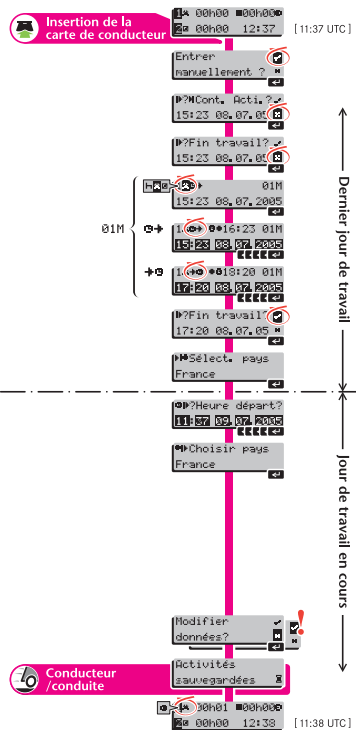 Insertion de la
carte de conducteur
1 00h00 00h00
2 00h00 12:37
[11:37 UTC]
Entrer
manuellement ?
?Cont. Acti.?
15:23 08.07.05
?Fin travail?
15:23 08.07.05
01M
15:23 08.07.2005
01M
16:23 01M
15:23 08.07.2005
18:20 01M
17:20 08.07.2005
?Fin travail?
17:20 08.07.05
Sélect. pays
France
Dernier jour de travail
?Heure départ?
11:37 09.07.2005
Choisir pays
France
Jour de travail en cours
Modifier
données?
!
Activités
sauvegardées
Conducteur
/conduite
1 00h01 00h00
2 00h00 12:38
[11:38 UTC]